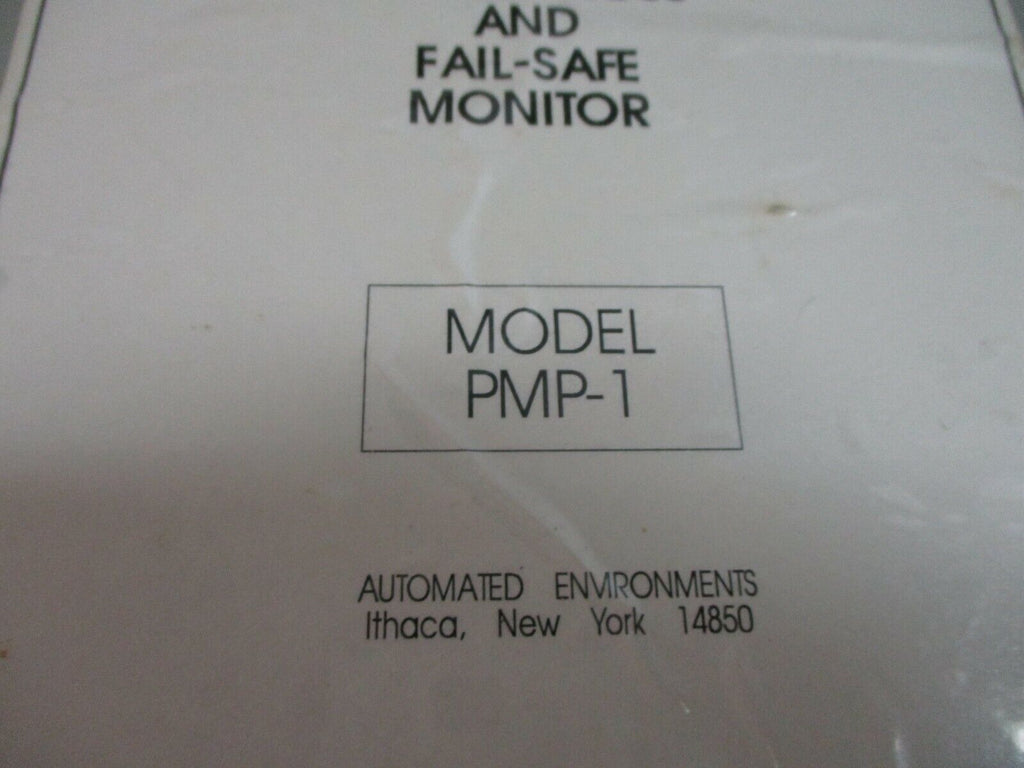 AND
FAIL-SAFE
MONITOR
MODEL
PMP-1
AUTOMATED ENVIRONMENTS
Ithaca, New York 14850